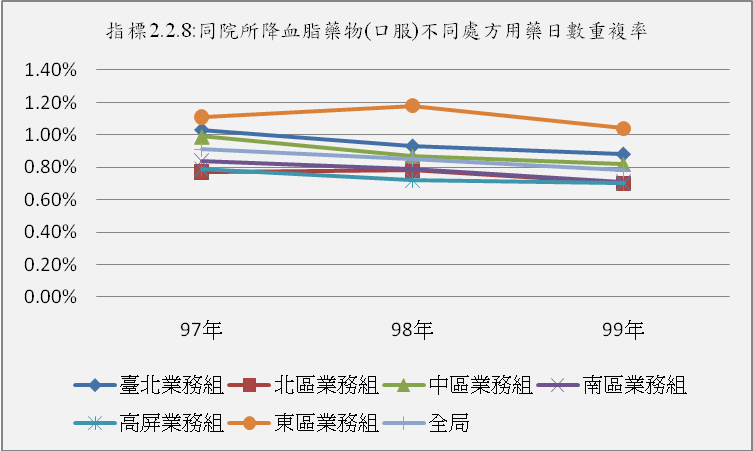 指標2.2.8:同院所降血脂藥物(口服)不同處方用藥日數重複率
1.40%
1.20%
1.00%
0.80%
0.60%
0.40%
0.20%
0.00%
97年 98年 99年
臺北業務組 北區業務組 中區業務組 南區業務組
高屏業務組 東區業務組 全局